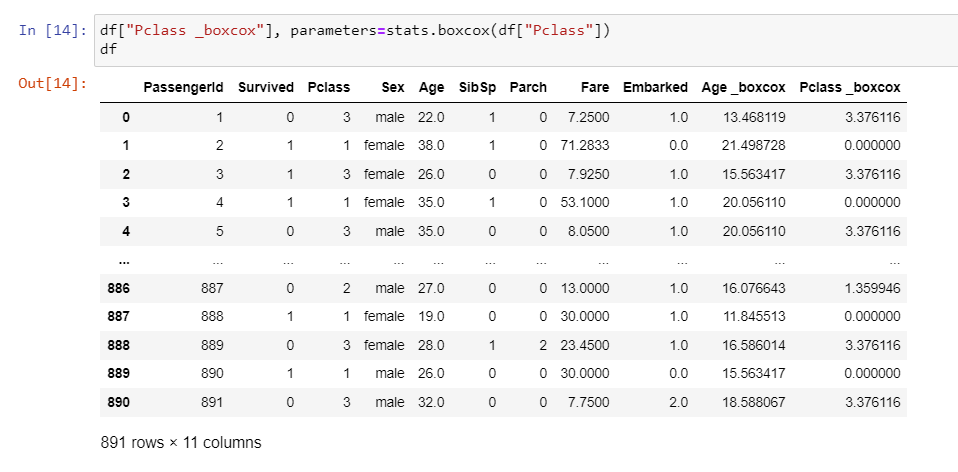 In [14]: df["Pclass _boxcox"], parameters=stats.boxcox(df["Pclass"])
df
Out[14]:
PassengerId Survived Pclass Sex Age SibSp Parch Fare Embarked Age _boxcox Pclass _boxcox
0 1 0 3 male 22.0 1 0 7.2500 1.0 13.468119 3.376116
1 2 1 1 female 38.0 1 0 71.2833 0.0 21.498728 0.000000
2 3 1 3 female 26.0 0 0 7.9250 1.0 15.563417 3.376116
3 4 1 1 female 35.0 1 0 53.1000 1.0 20.056110 0.000000
4 5 0 3 male 35.0 0 0 8.0500 1.0 20.056110 3.376116
... ... ... ... ... ... ... ... ... ... ... ...
886 887 0 2 male 27.0 0 0 13.0000 1.0 16.076643 1.359946
887 888 1 1 female 19.0 0 0 30.0000 1.0 11.845513 0.000000
888 889 0 3 female 28.0 1 2 23.4500 1.0 16.586014 3.376116
889 890 1 1 male 26.0 0 0 30.0000 0.0 15.563417 0.000000
890 891 0 3 male 32.0 0 0 7.7500 2.0 18.588067 3.376116
891 rows × 11 columns